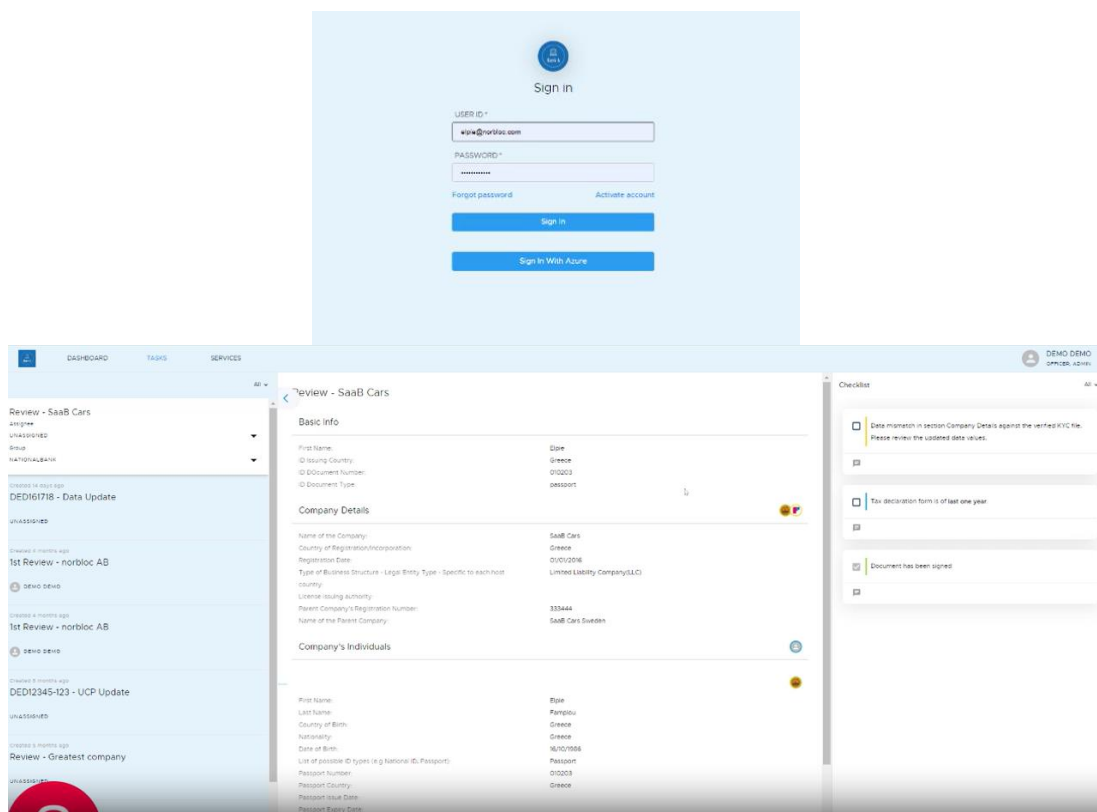 Bank A
Sign in
USER ID *
elpie@norbloc.com
PASSWORD *
••••••••••••
Forgot password
Activate account
Sign In
Sign In With Azure
DASHBOARD
TASKS
SERVICES
DEMO DEMO
OFFICER, ADMIN
All
Review - SaaB Cars
Assignee
UNASSIGNED
Group
NATIONALBANK
Created 14 days ago
DED161718 - Data Update
UNASSIGNED
Created 4 months ago
1st Review - norbloc AB
DEMO DEMO
Created 4 months ago
1st Review - norbloc AB
DEMO DEMO
Created 5 months ago
DED12345-123 - UCP Update
UNASSIGNED
Created 5 months ago
Review - Greatest company
UNASSIGNED
Review - SaaB Cars
Basic Info
First Name: Elpie
ID Issuing Country: Greece
ID DOcument Number: 010203
ID Document Type: passport
Company Details
Name of the Company: SaaB Cars
Country of Registration/Incorporation: Greece
Registration Date: 01/01/2016
Type of Business Structure - Legal Entity Type - Specific to each host Limited Liability Company(LLC)
country:
License issuing authority:
Parent Company's Registration Number: 333444
Name of the Parent Company: SaaB Cars Sweden
Company's Individuals
First Name: Elpie
Last Name: Famplou
Country of Birth: Greece
Nationality: Greece
Date of Birth: 16/10/1986
List of possible ID types (e.g National ID, Passport): Passport
Passport Number: 010203
Passport Country: Greece
Passport Issue Date:
Passport Expiry Date:
Checklist
All
Data mismatch in section Company Details against the verified KYC file.
Please review the updated data values.
Tax declaration form is of last one year.
Document has been signed